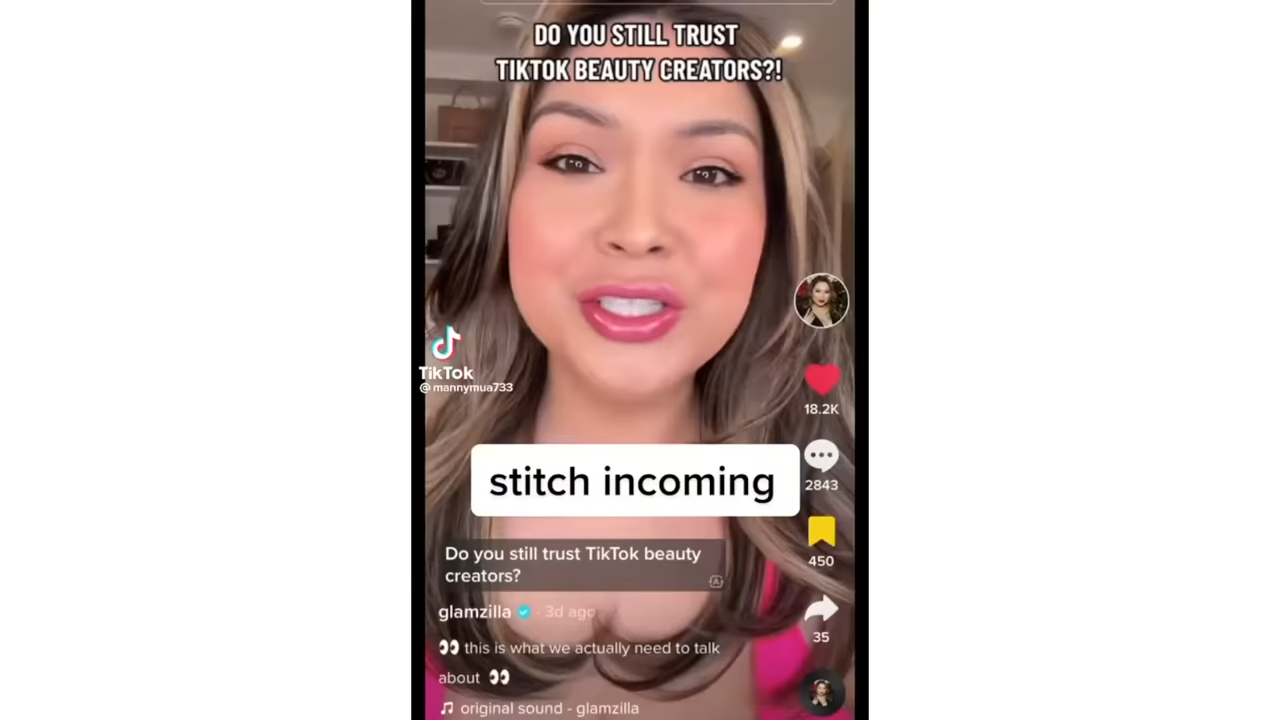 DO YOU STILL TRUST
TIKTOK BEAUTY CREATORS?!
TikTok
@mannymua733
18.2K
stitch incoming
2843
Do you still trust TikTok beauty
creators?
450
glamzilla · 3d ago
👀 this is what we actually need to talk
about 👀
35
original sound - glamzilla